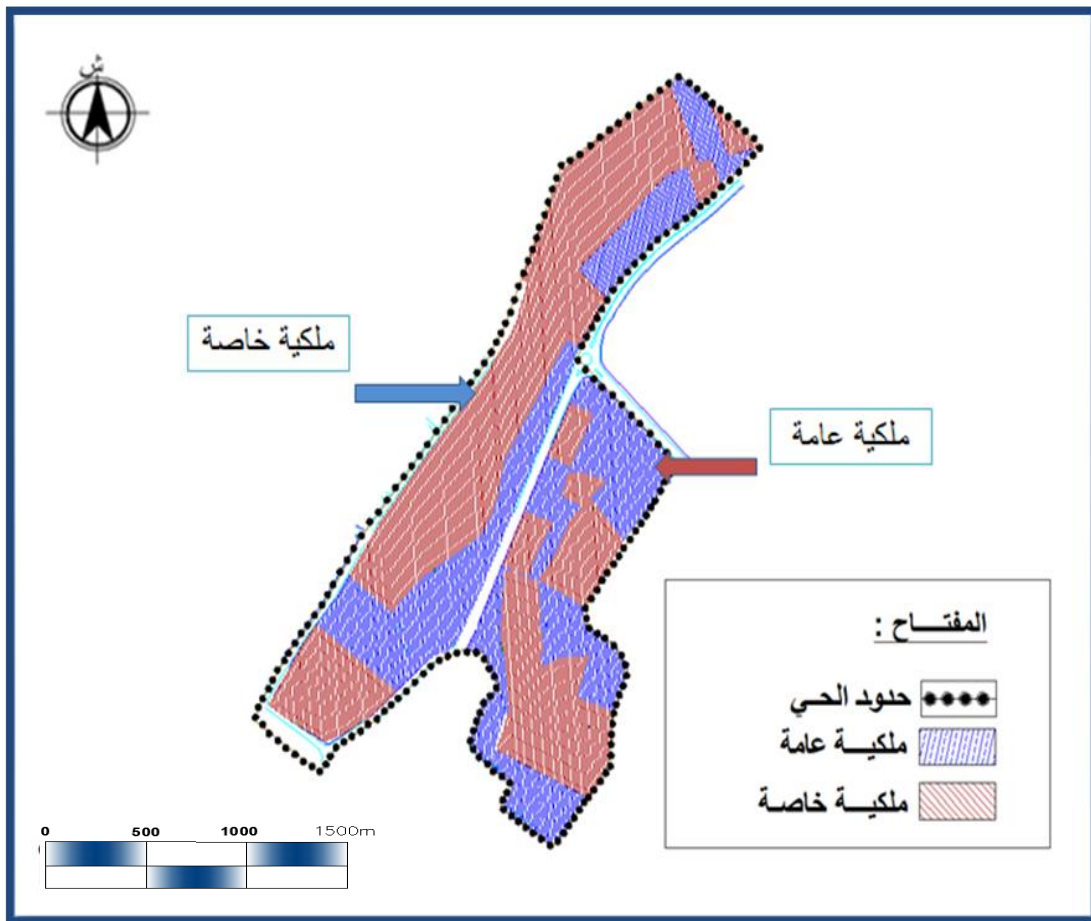 ش
ملكية خاصة
ملكية عامة
المفتـــاح :
حدود الحـي
ملكيـــة عامة
ملكيـــة خاصـة
0 500 1000 1500m